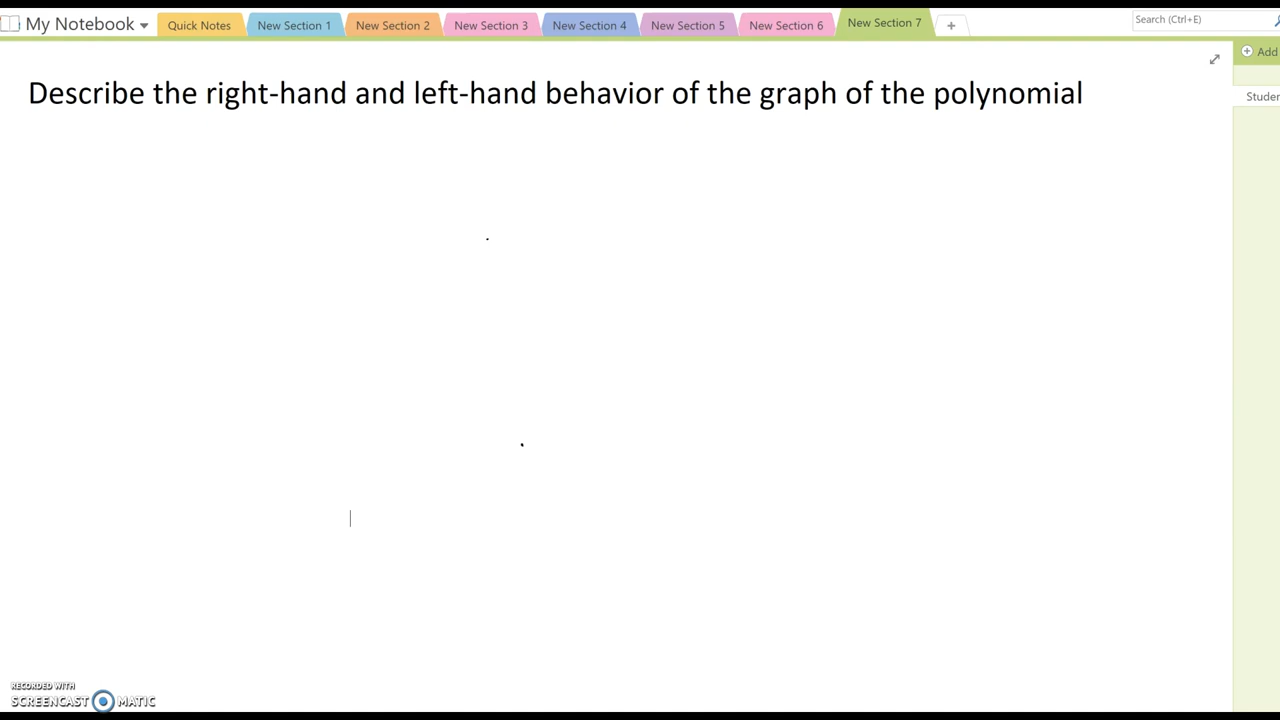 My Notebook Quick Notes New Section 1 New Section 2 New Section 3 New Section 4 New Section 5 New Section 6 New Section 7 + Search (Ctrl+E)
Add
Describe the right-hand and left-hand behavior of the graph of the polynomial
RECORDED WITH
SCREENCAST MATIC